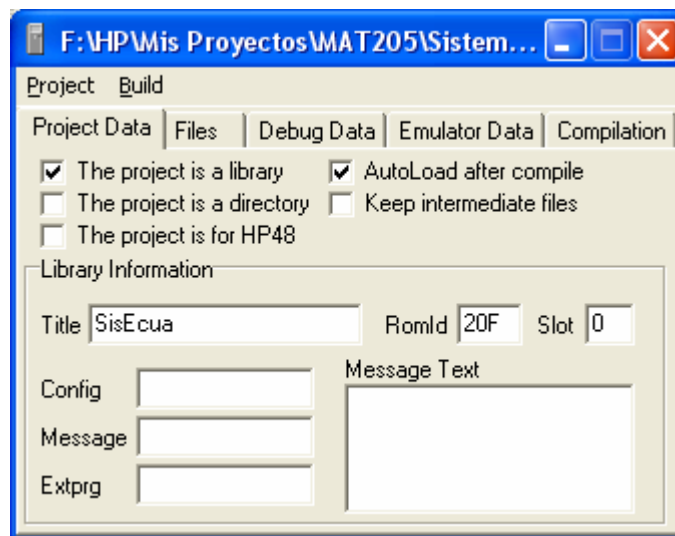 F:\HP\Mis Proyectos\MAT205\Sistem...
Project Build
Project Data Files Debug Data Emulator Data Compilation
The project is a library AutoLoad after compile
The project is a directory Keep intermediate files
The project is for HP48
Library Information
Title SisEcua RomId 20F Slot 0
Message Text
Config
Message
Extprg